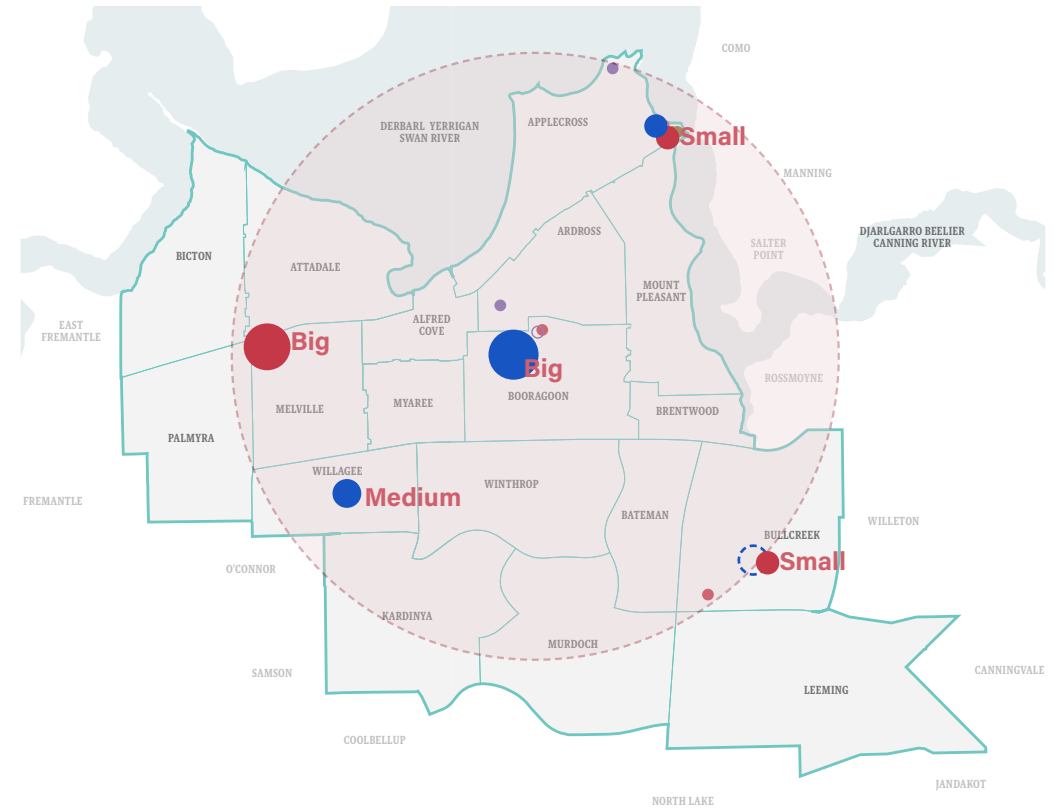 COMO
DERBARL YERRIGAN
SWAN RIVER
APPLECROSS
Small
MANNING
ARDROSS
DJARLGARRO BEELIER
CANNING RIVER
SALTER
POINT
BICTON
ATTADALE
MOUNT
PLEASANT
EAST
FREMANTLE
ALFRED
COVE
Big
Big
ROSSMOYNE
BOORAGOON
MYAREE
MELVILLE
BRENTWOOD
PALMYRA
WILLAGEE
WINTHROP
Medium
FREMANTLE
BATEMAN
WILLETON
BULLCREEK
Small
O'CONNOR
KARDINYA
MURDOCH
SAMSON
CANNINGVALE
LEEMING
COOLBELLUP
JANDAKOT
NORTH LAKE